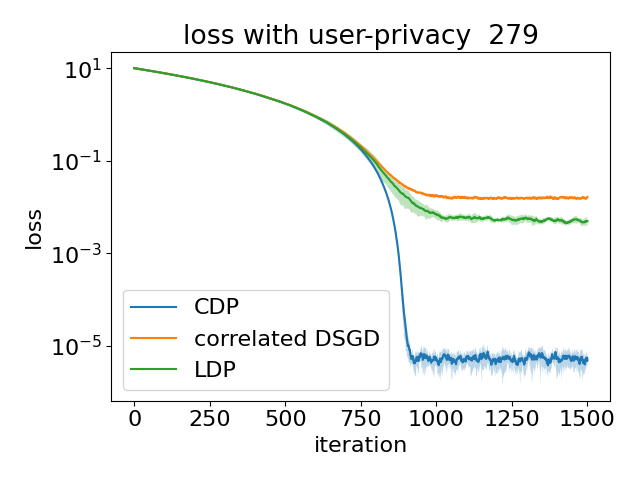 loss with user-privacy 279
10^1
10^-1
10^-3
10^-5
loss
CDP
correlated DSGD
LDP
0 250 500 750 1000 1250 1500
iteration